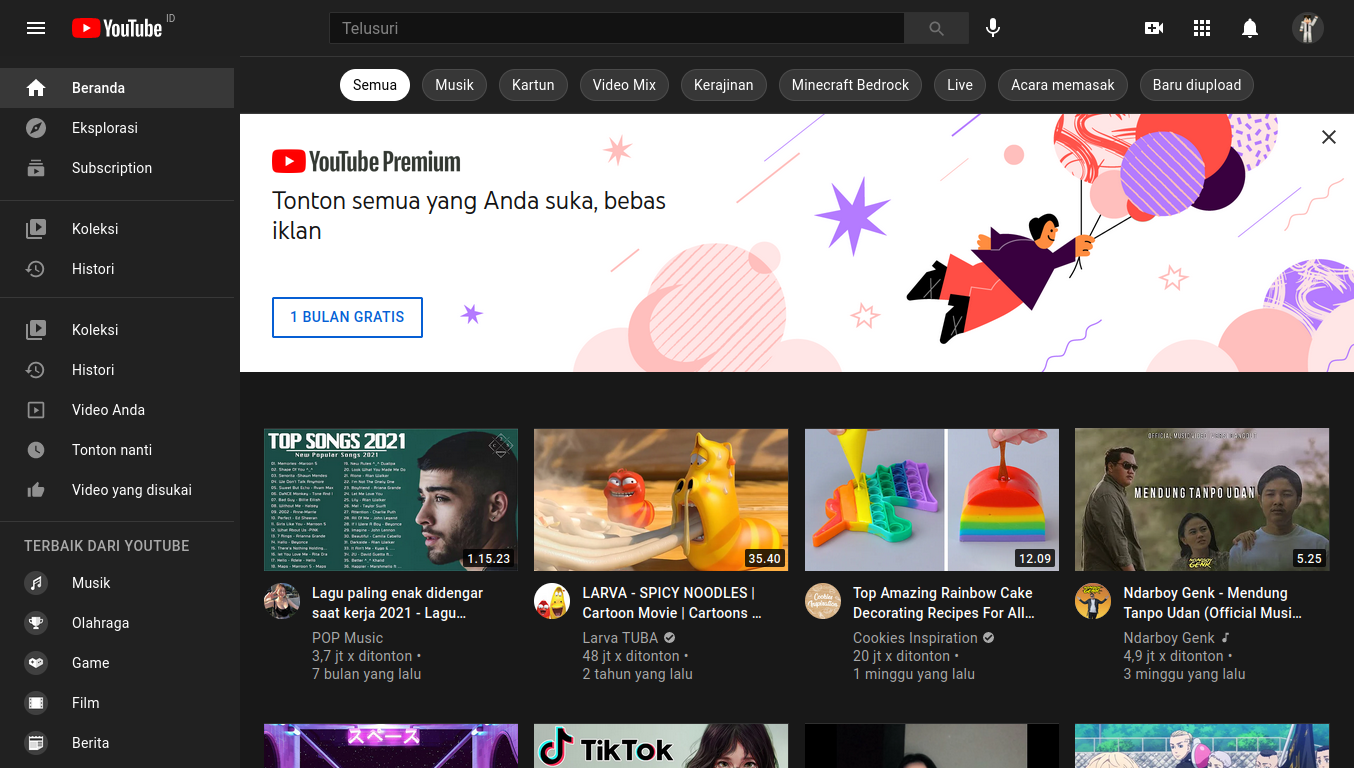 YouTube ID
Telusuri
Beranda
Eksplorasi
Subscription
Koleksi
Histori
Koleksi
Histori
Video Anda
Tonton nanti
Video yang disukai
TERBAIK DARI YOUTUBE
Musik
Olahraga
Game
Film
Berita
Semua
Musik
Kartun
Video Mix
Kerajinan
Minecraft Bedrock
Live
Acara memasak
Baru diupload
YouTube Premium
Tonton semua yang Anda suka, bebas
iklan
1 BULAN GRATIS
TOP SONGS 2021
New Popular Songs 2021
1.15.23
Lagu paling enak didengar
saat kerja 2021 - Lagu…
POP Music
3,7 jt x ditonton •
7 bulan yang lalu
35.40
LARVA - SPICY NOODLES |
Cartoon Movie | Cartoons …
Larva TUBA
48 jt x ditonton •
2 tahun yang lalu
12.09
Cookies
Inspiration
Top Amazing Rainbow Cake
Decorating Recipes For All…
Cookies Inspiration
20 jt x ditonton •
1 minggu yang lalu
MENDUNG TANPO UDAN
5.25
Ndarboy Genk - Mendung
Tanpo Udan (Official Musi…
Ndarboy Genk
4,9 jt x ditonton •
3 minggu yang lalu
スペース
TikTok